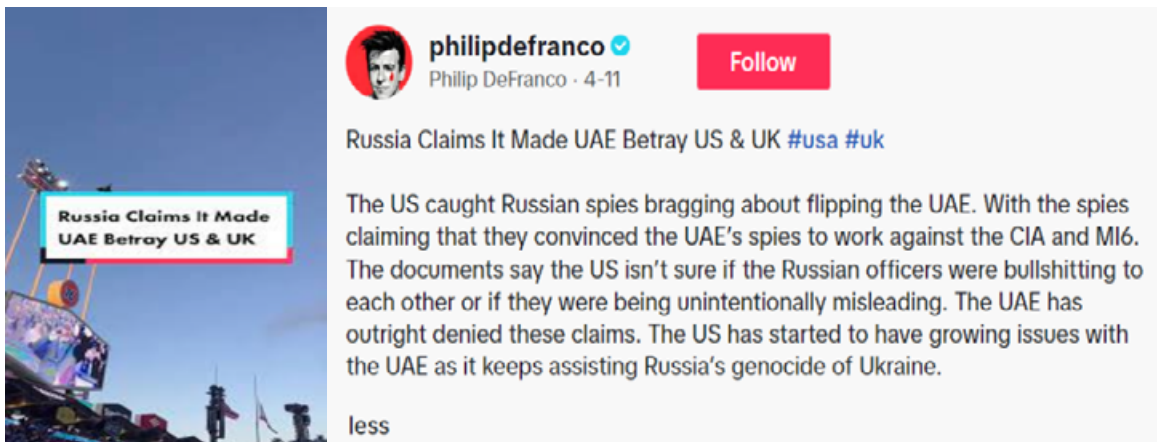 Russia Claims It Made
UAE Betray US & UK
philipdefranco
Philip DeFranco · 4-11
Follow
Russia Claims It Made UAE Betray US & UK #usa #uk
The US caught Russian spies bragging about flipping the UAE. With the spies
claiming that they convinced the UAE’s spies to work against the CIA and MI6.
The documents say the US isn’t sure if the Russian officers were bullshitting to
each other or if they were being unintentionally misleading. The UAE has
outright denied these claims. The US has started to have growing issues with
the UAE as it keeps assisting Russia’s genocide of Ukraine.
less